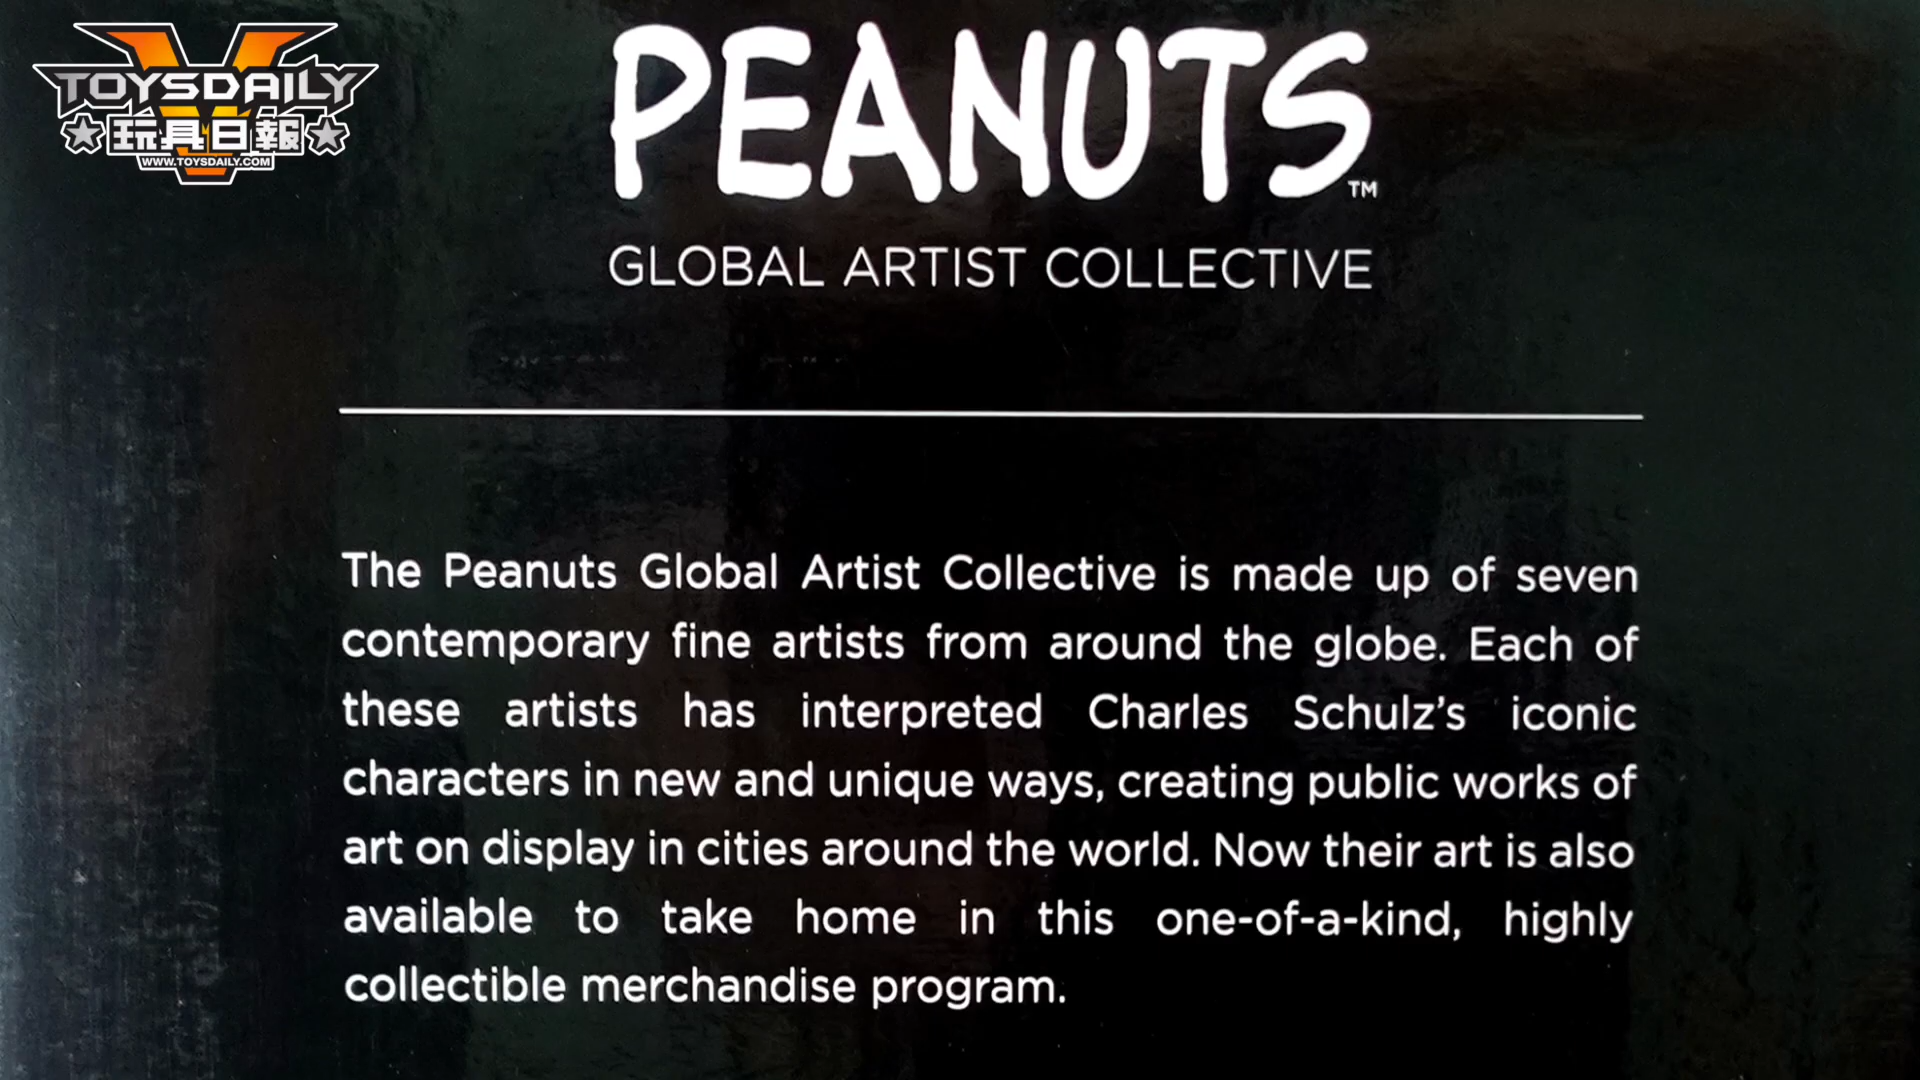 TOYSDAILY
玩具日報
WWW.TOYSDAILY.COM
PEANUTS™
GLOBAL ARTIST COLLECTIVE
The Peanuts Global Artist Collective is made up of seven
contemporary fine artists from around the globe. Each of
these artists has interpreted Charles Schulz’s iconic
characters in new and unique ways, creating public works of
art on display in cities around the world. Now their art is also
available to take home in this one-of-a-kind, highly
collectible merchandise program.